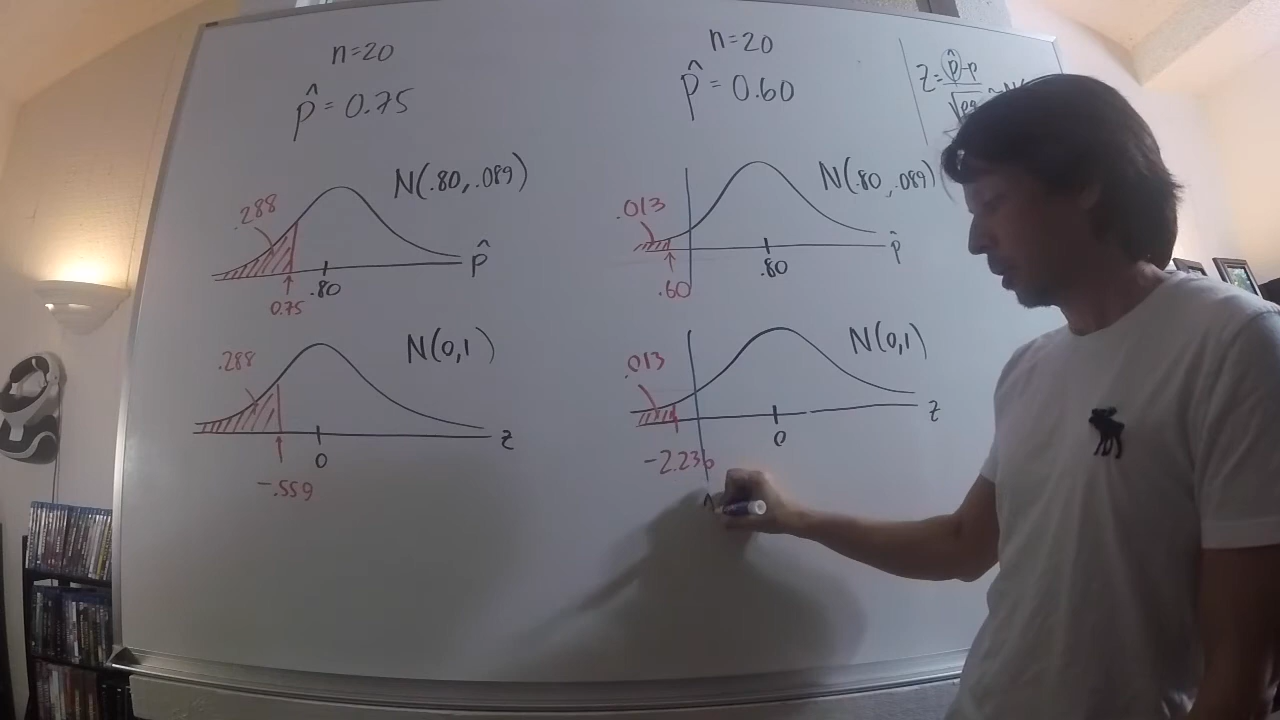 n=20
p̂=0.75
N(.80,.089)
.288
p̂
.80
0.75
N(0,1)
.288
z
0
-.559
n=20
p̂=0.60
N(.80,.089)
.013
p̂
.80
.60
N(0,1)
.013
z
0
-2.236
z=p̂-p
√pq